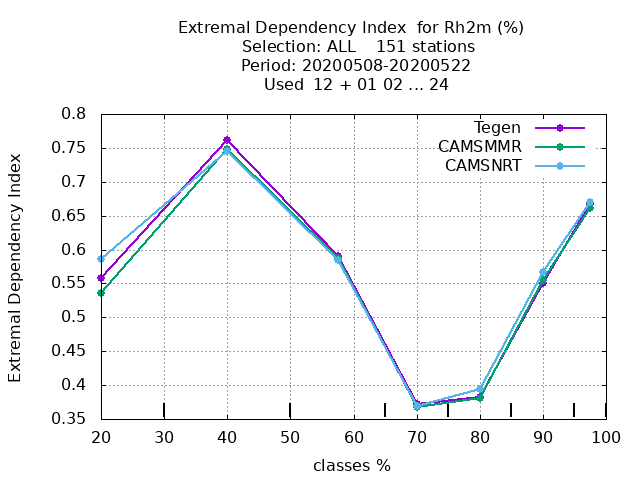 Extremal Dependency Index  for Rh2m (%)
Selection: ALL    151 stations
Period: 20200508-20200522
Used  12 + 01 02 ... 24
Extremal Dependency Index
0.8
0.75
0.7
0.65
0.6
0.55
0.5
0.45
0.4
0.35
Tegen
CAMSMMR
CAMSNRT
20 30 40 50 60 70 80 90 100
classes %